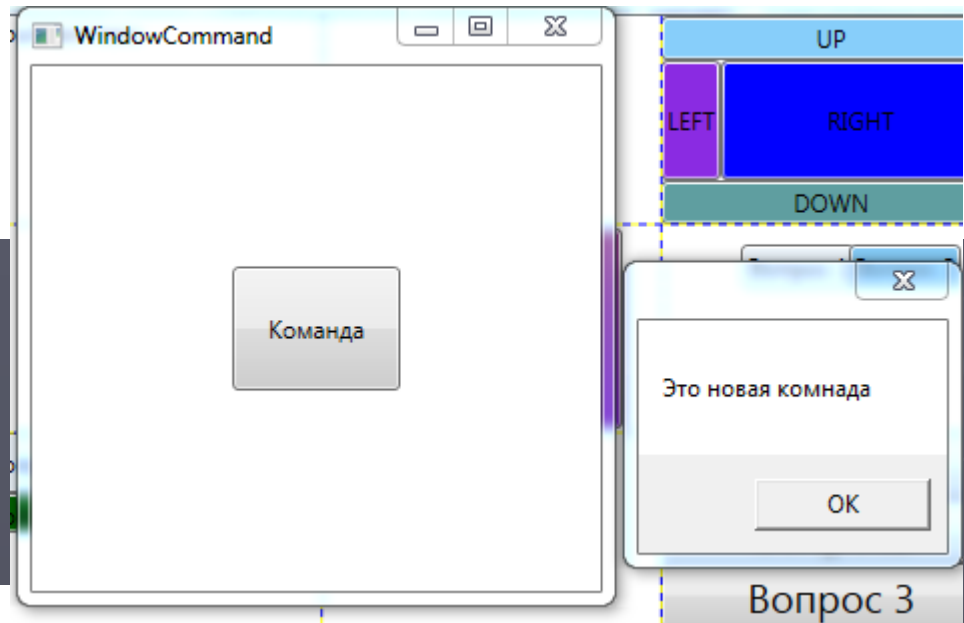 WindowCommand
Команда
UP
LEFT
RIGHT
DOWN
Это новая комнада
OK
Вопрос 3